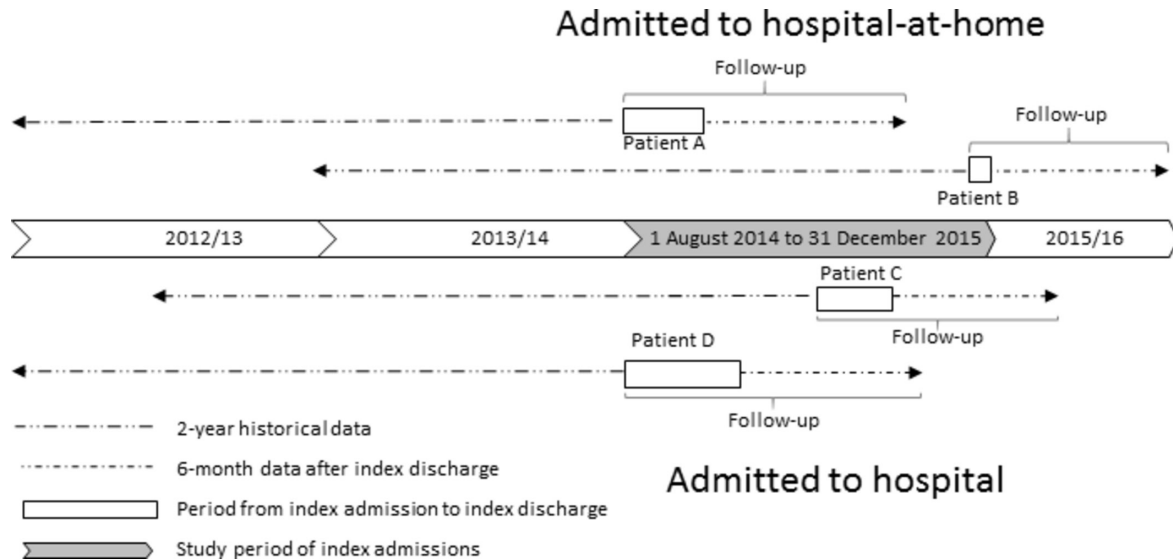 Admitted to hospital-at-home
Follow-up
Follow-up
Patient A
Patient B
2012/13
2013/14
1 August 2014 to 31 December 2015
2015/16
Patient C
Follow-up
Patient D
Follow-up
2-year historical data
6-month data after index discharge
Admitted to hospital
Period from index admission to index discharge
Study period of index admissions